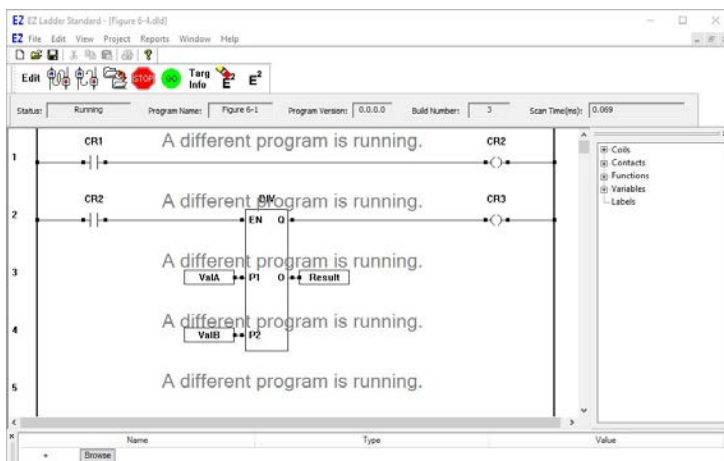 EZ EZ Ladder Standard - [Figure 6-4.dld]
EZ File Edit View Project Reports Window Help
Edit STOP GO Targ Info E² E²
Status: Running Program Name: Figure 6-1 Program Version: 0.0.0.0 Build Number: 3 Scan Time(ms): 0.069
CR1 A different program is running. CR2
1
CR2 A different program is running. DIV CR3
2 EN Q
A different program is running.
3 ValA P1 O Result
A different program is running.
4 ValB P2
A different program is running.
5
Coils
Contacts
Functions
Variables
Labels
Name Type Value
+ Browse